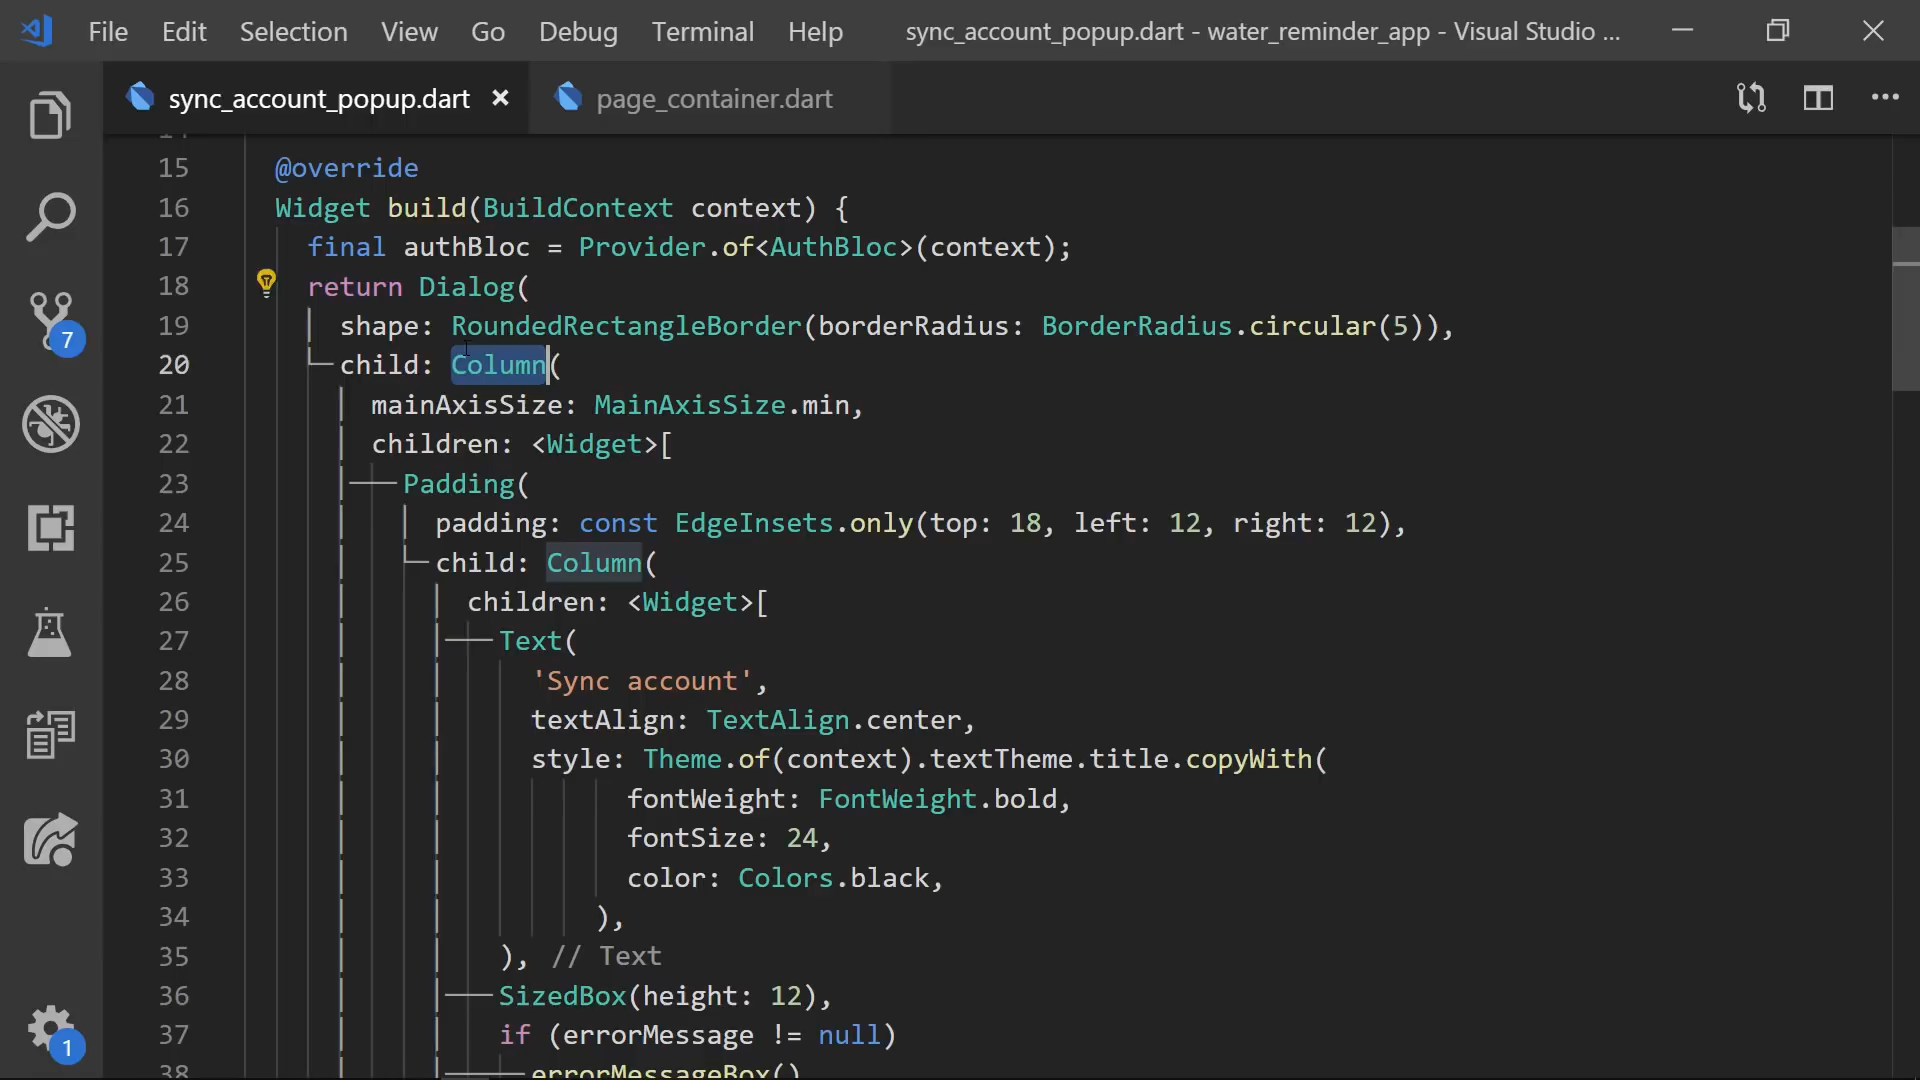 File Edit Selection View Go Debug Terminal Help sync_account_popup.dart - water_reminder_app - Visual Studio ...
sync_account_popup.dart page_container.dart
15 @override
16 Widget build(BuildContext context) {
17 final authBloc = Provider.of<AuthBloc>(context);
18 return Dialog(
19 shape: RoundedRectangleBorder(borderRadius: BorderRadius.circular(5)),
20 child: Column(
21 mainAxisSize: MainAxisSize.min,
22 children: <Widget>[
23 Padding(
24 padding: const EdgeInsets.only(top: 18, left: 12, right: 12),
25 child: Column(
26 children: <Widget>[
27 Text(
28 'Sync account',
29 textAlign: TextAlign.center,
30 style: Theme.of(context).textTheme.title.copyWith(
31 fontWeight: FontWeight.bold,
32 fontSize: 24,
33 color: Colors.black,
34 ),
35 ), // Text
36 SizedBox(height: 12),
37 if (errorMessage != null)
38 errorMessageBox()
7
1